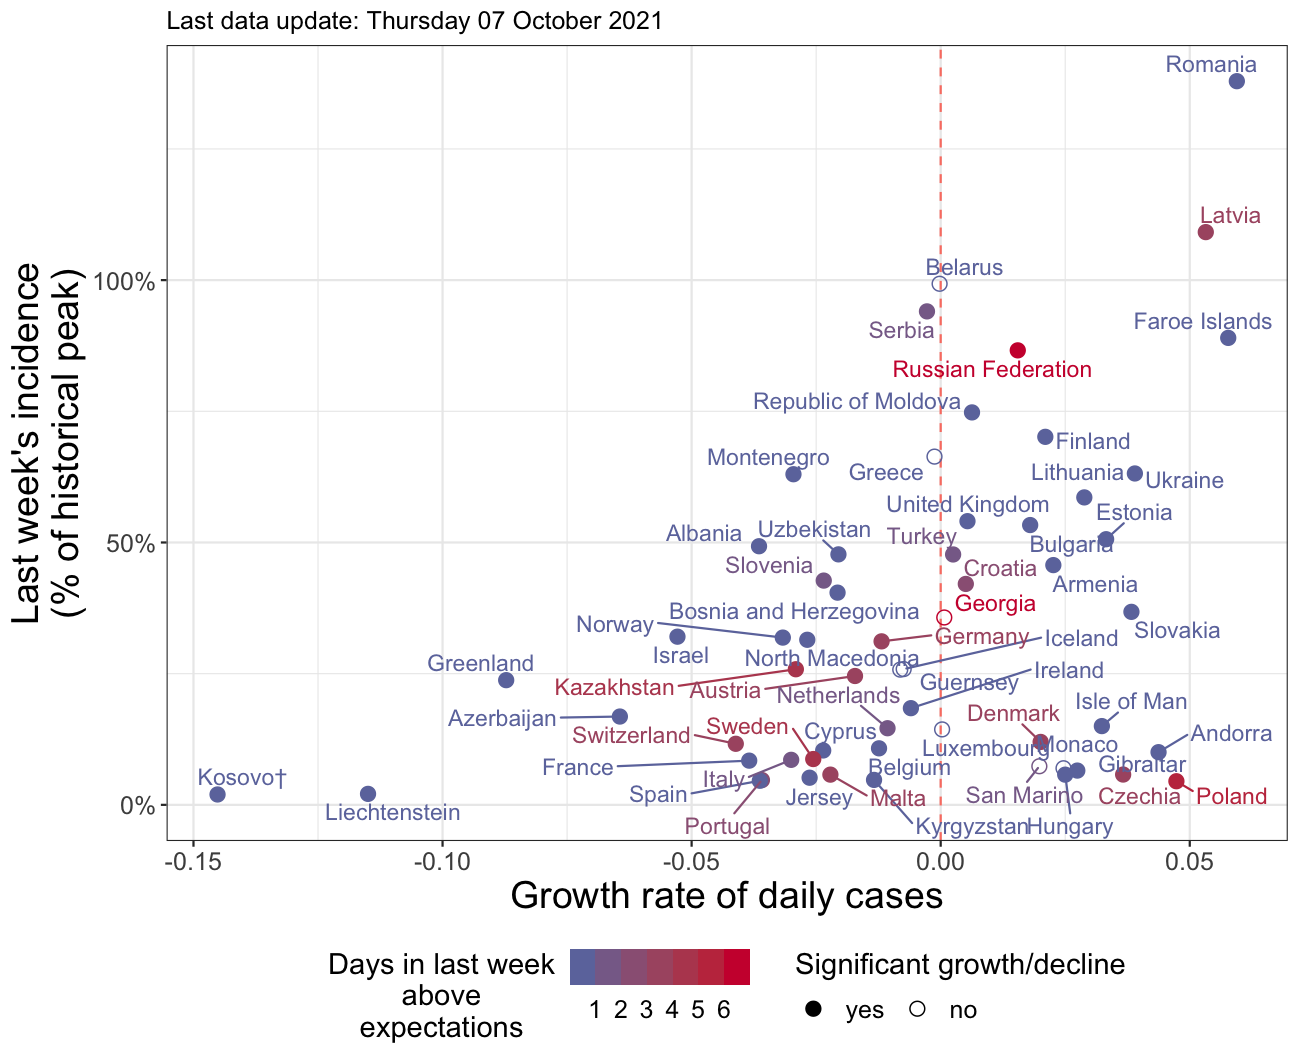 Last data update: Thursday 07 October 2021
Last week's incidence
(% of historical peak)
100%
50%
0%
Romania
Latvia
Belarus
Serbia
Faroe Islands
Russian Federation
Republic of Moldova
Finland
Montenegro
Greece
Lithuania
Ukraine
United Kingdom
Estonia
Albania
Uzbekistan
Turkey
Bulgaria
Slovenia
Croatia
Armenia
Bosnia and Herzegovina
Georgia
Norway
Germany
Iceland
Slovakia
Israel
North Macedonia
Greenland
Ireland
Kazakhstan
Austria
Guernsey
Netherlands
Isle of Man
Azerbaijan
Denmark
Switzerland
Sweden
Cyprus
Andorra
Luxembourg
Monaco
France
Belgium
Gibraltar
Kosovo†
Italy
Spain
Jersey
Malta
San Marino
Czechia
Poland
Liechtenstein
Portugal
Kyrgyzstan
Hungary
-0.15
-0.10
-0.05
0.00
0.05
Growth rate of daily cases
Days in last week
above
expectations
1 2 3 4 5 6
Significant growth/decline
yes
no